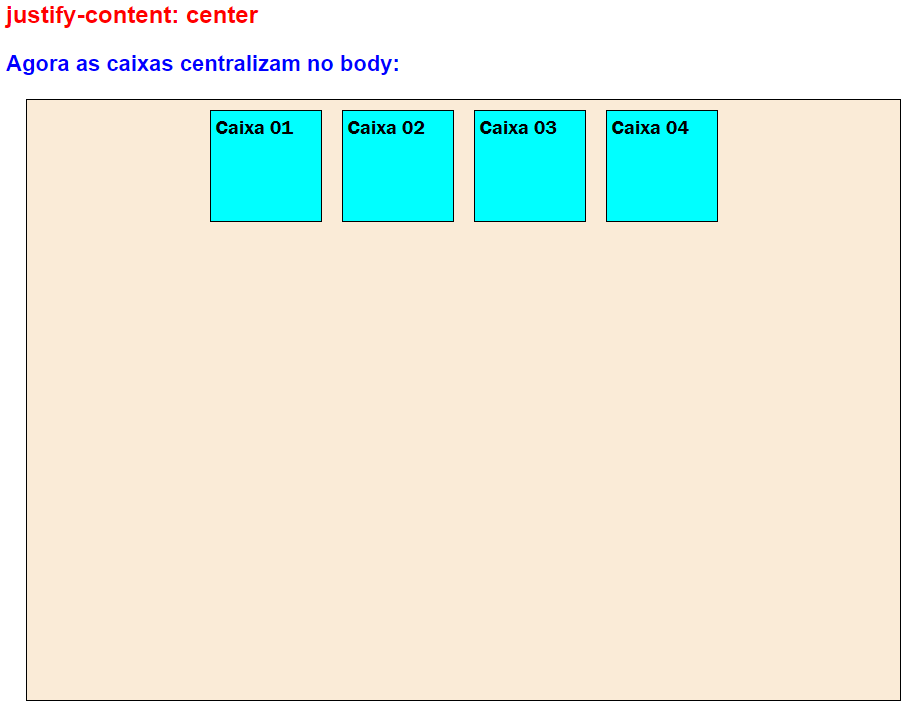 justify-content: center
Agora as caixas centralizam no body:
Caixa 01 Caixa 02 Caixa 03 Caixa 04